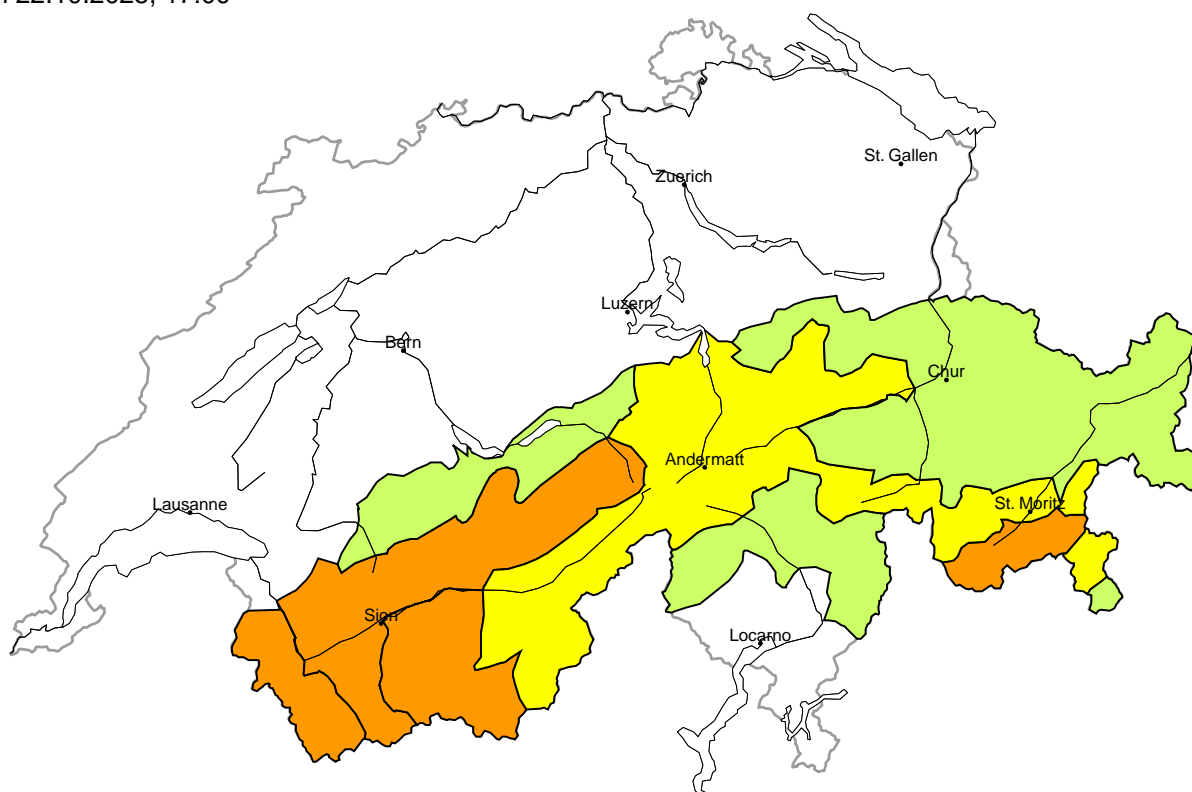 St. Gallen
Zuerich
Luzern
Bern
Chur
Andermatt
Lausanne
St. Moritz
Sion
Locarno